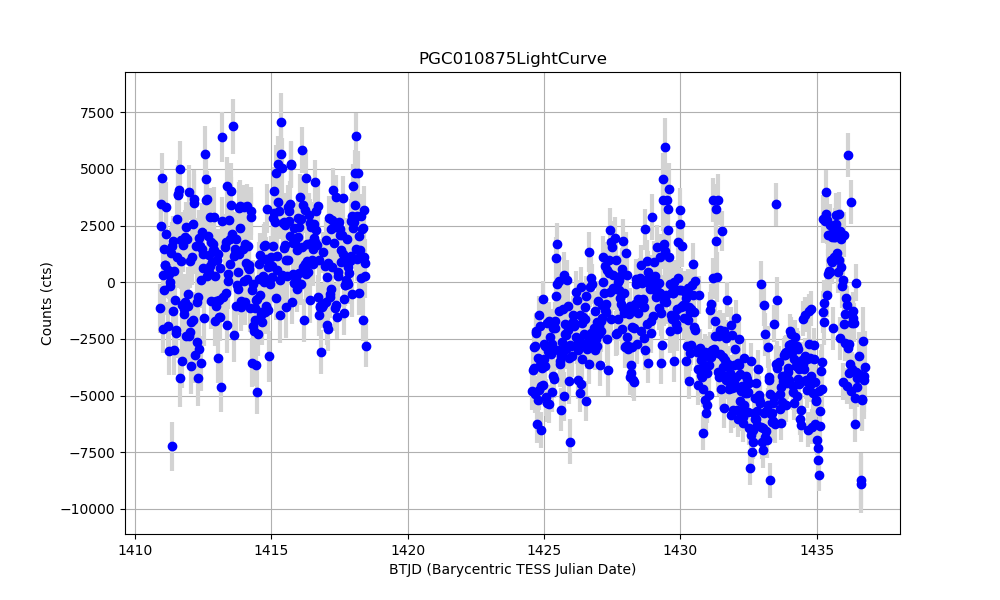 PGC010875LightCurve
7500
5000
2500
0
−2500
−5000
−7500
−10000
Counts (cts)
1410 1415 1420 1425 1430 1435
BTJD (Barycentric TESS Julian Date)